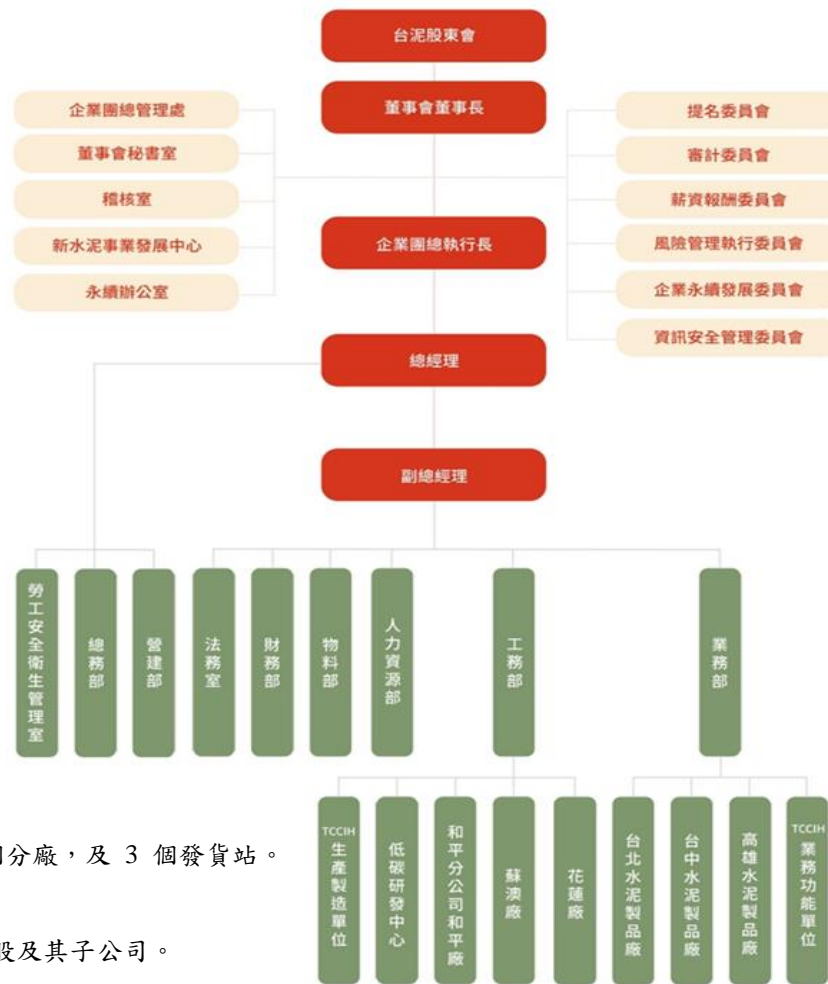 台泥股東會
董事會董事長
企業團總管理處
董事會秘書室
稽核室
新水泥事業發展中心
永續辦公室
提名委員會
審計委員會
薪資報酬委員會
風險管理執行委員會
企業永續發展委員會
資訊安全管理委員會
企業團總執行長
總經理
副總經理
勞工安全衛生管理室
總務部
營建部
法務室
財務部
物料部
人力資源部
工務部
業務部
TCCIH
生產製造單位
低碳研發中心
和平分公司和平廠
蘇澳廠
花蓮廠
台北水泥製品廠
台中水泥製品廠
高雄水泥製品廠
TCCIH
業務功能單位
分廠，及 3 個發貨站。
股及其子公司。